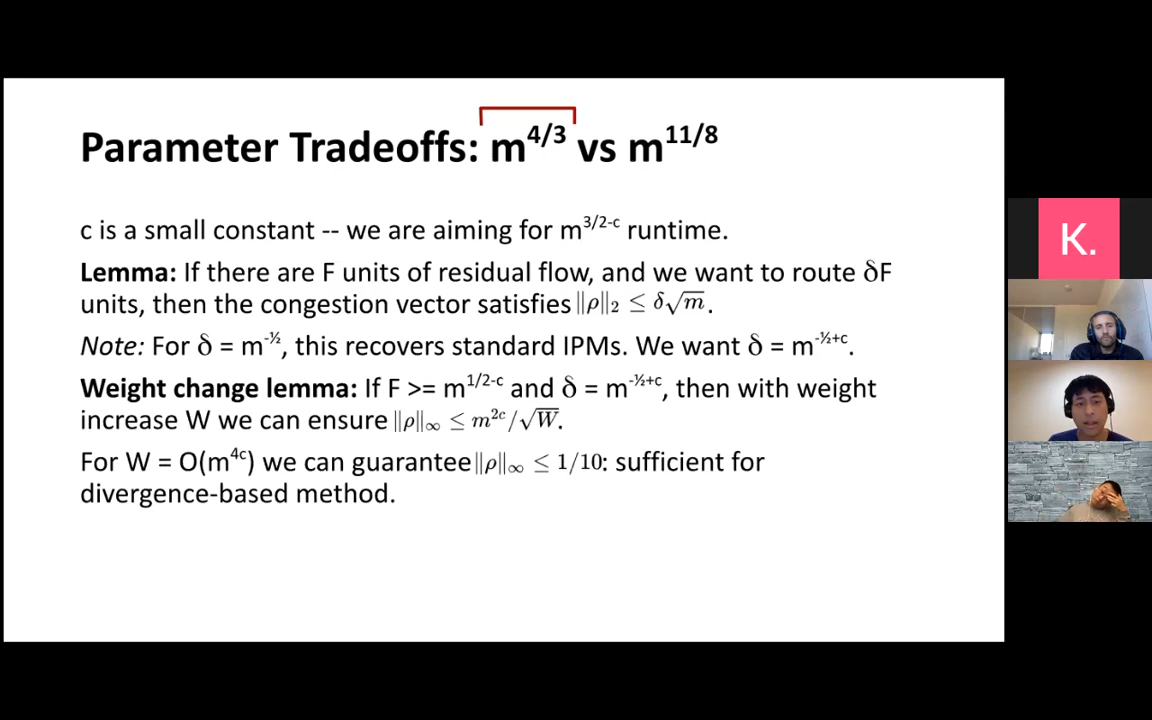 Parameter Tradeoffs: m^{4/3} vs m^{11/8}
c is a small constant -- we are aiming for m^{3/2-c} runtime.
Lemma: If there are F units of residual flow, and we want to route δF
units, then the congestion vector satisfies ‖ρ‖₂ ≤ δ√m.
Note: For δ = m^{-½}, this recovers standard IPMs. We want δ = m^{-½+c}.
Weight change lemma: If F >= m^{1/2-c} and δ = m^{-½+c}, then with weight
increase W we can ensure ‖ρ‖∞ ≤ m^{2c}/√W.
For W = O(m^{4c}) we can guarantee ‖ρ‖∞ ≤ 1/10: sufficient for
divergence-based method.
K.